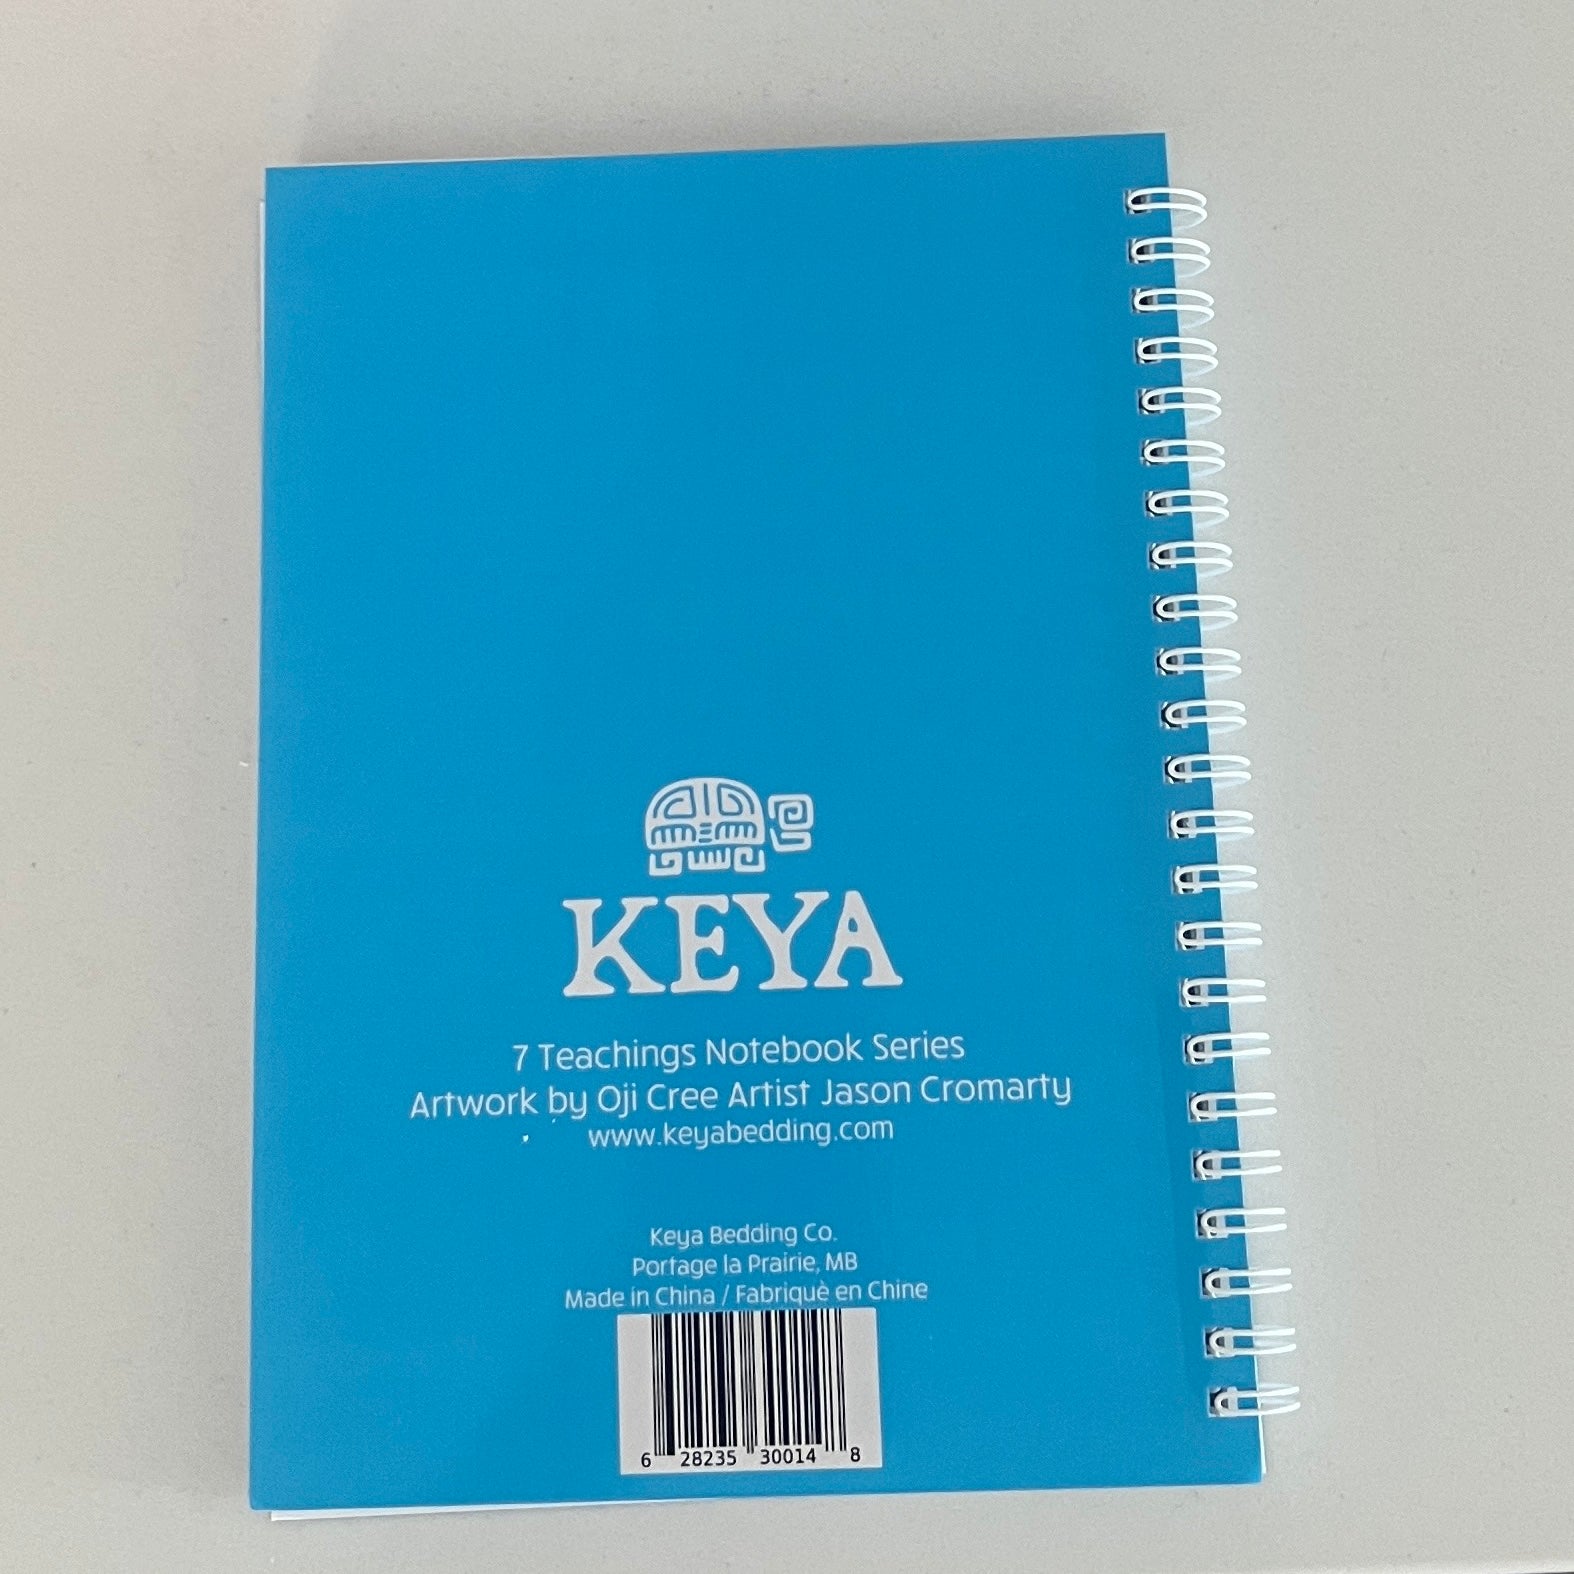 KEYA
7 Teachings Notebook Series
Artwork by Oji Cree Artist Jason Cromarty
www.keyabedding.com
Keya Bedding Co.
Portage la Prairie, MB
Made in China / Fabriquè en Chine
6 28235 30014 8